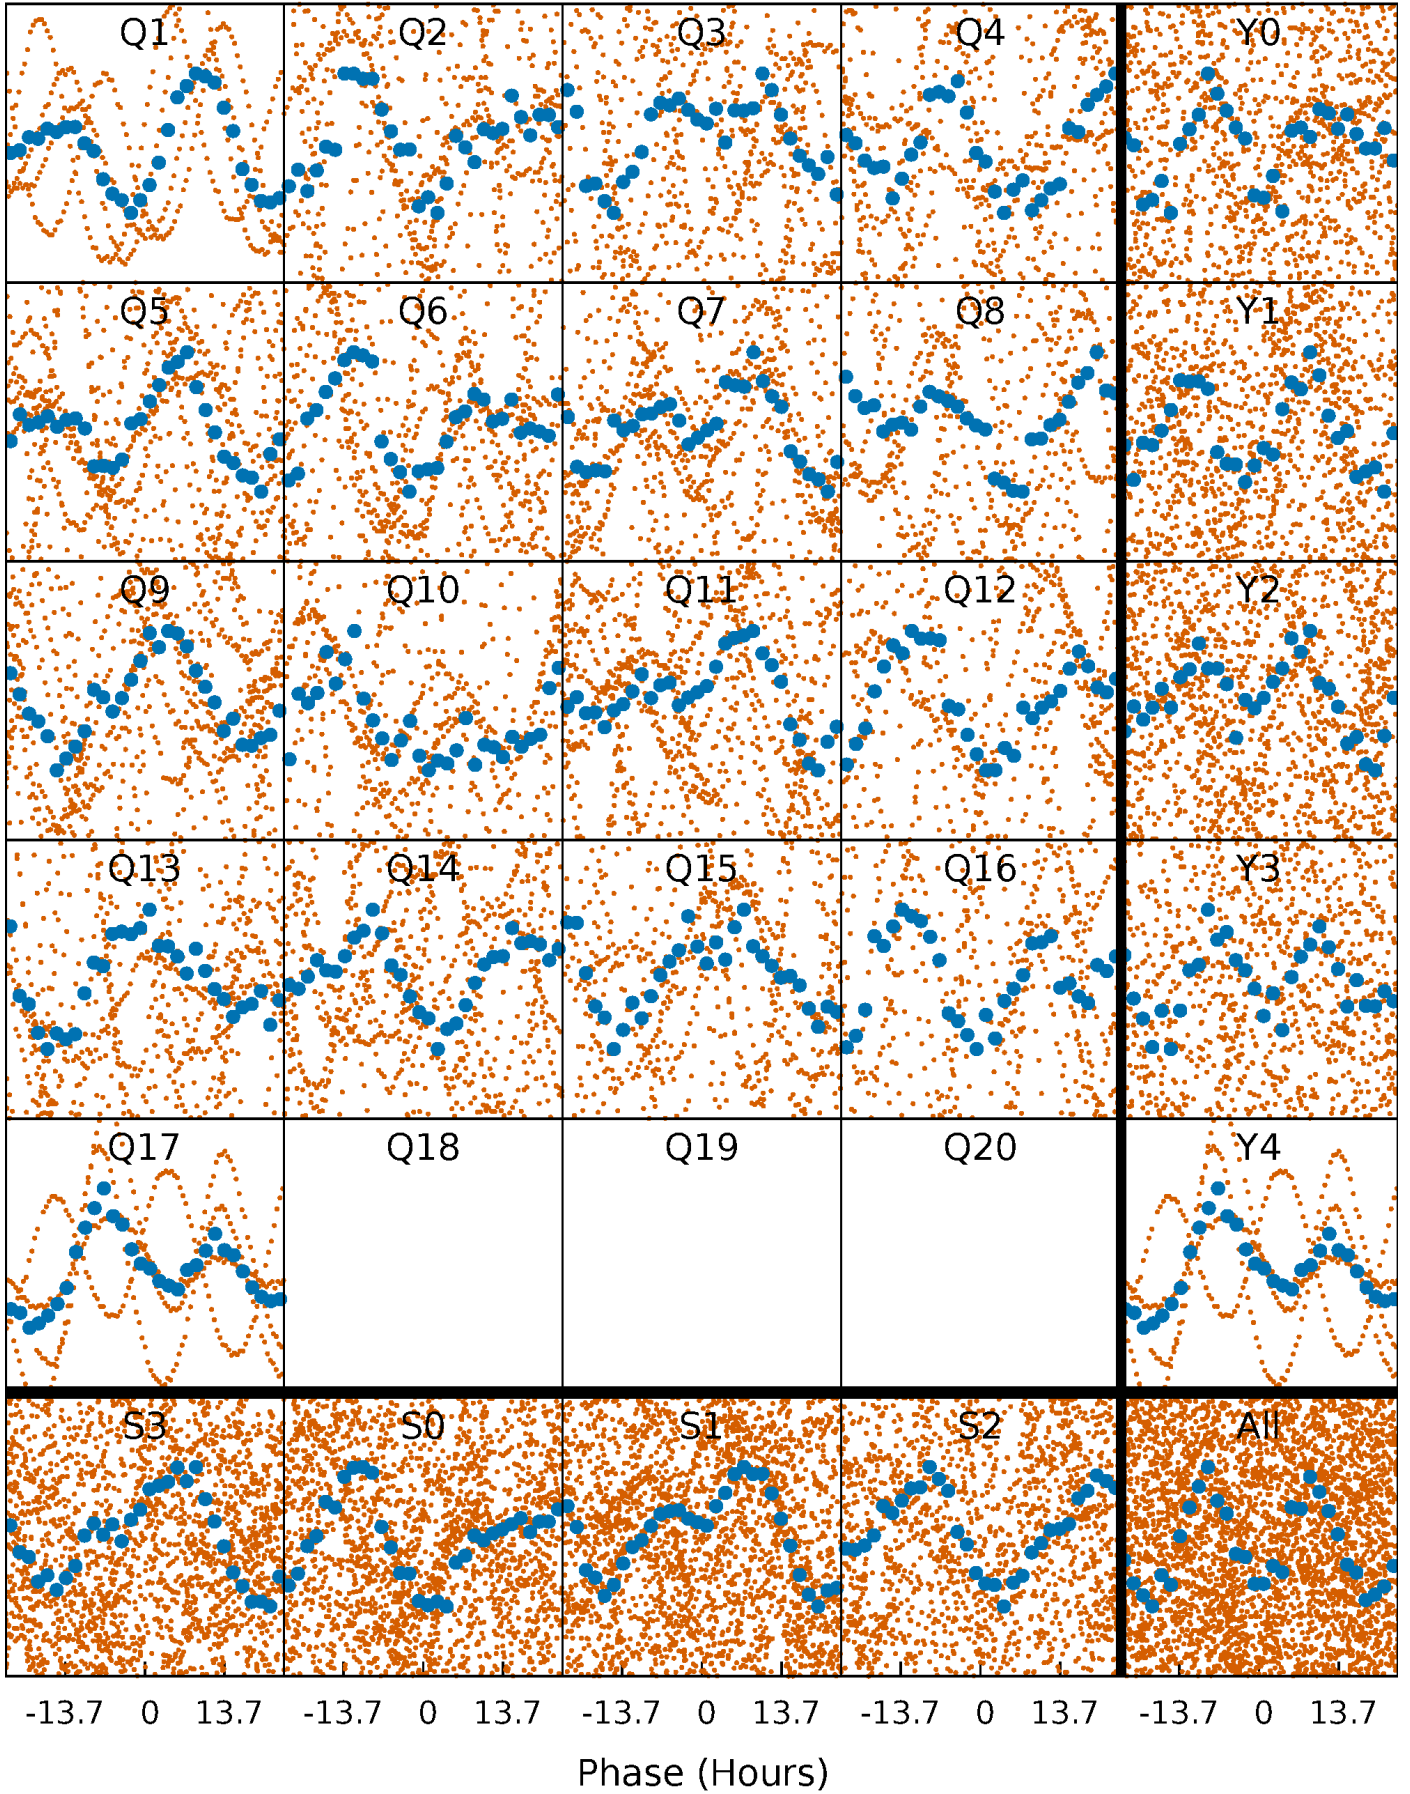 Q1 Q2 Q3 Q4 Y0
Q5 Q6 Q7 Q8 Y1
Q9 Q10 Q11 Q12 Y2
Q13 Q14 Q15 Q16 Y3
Q17 Q18 Q19 Q20 Y4
S3 S0 S1 S2 All
-13.7 0 13.7 -13.7 0 13.7 -13.7 0 13.7 -13.7 0 13.7 -13.7 0 13.7
Phase (Hours)